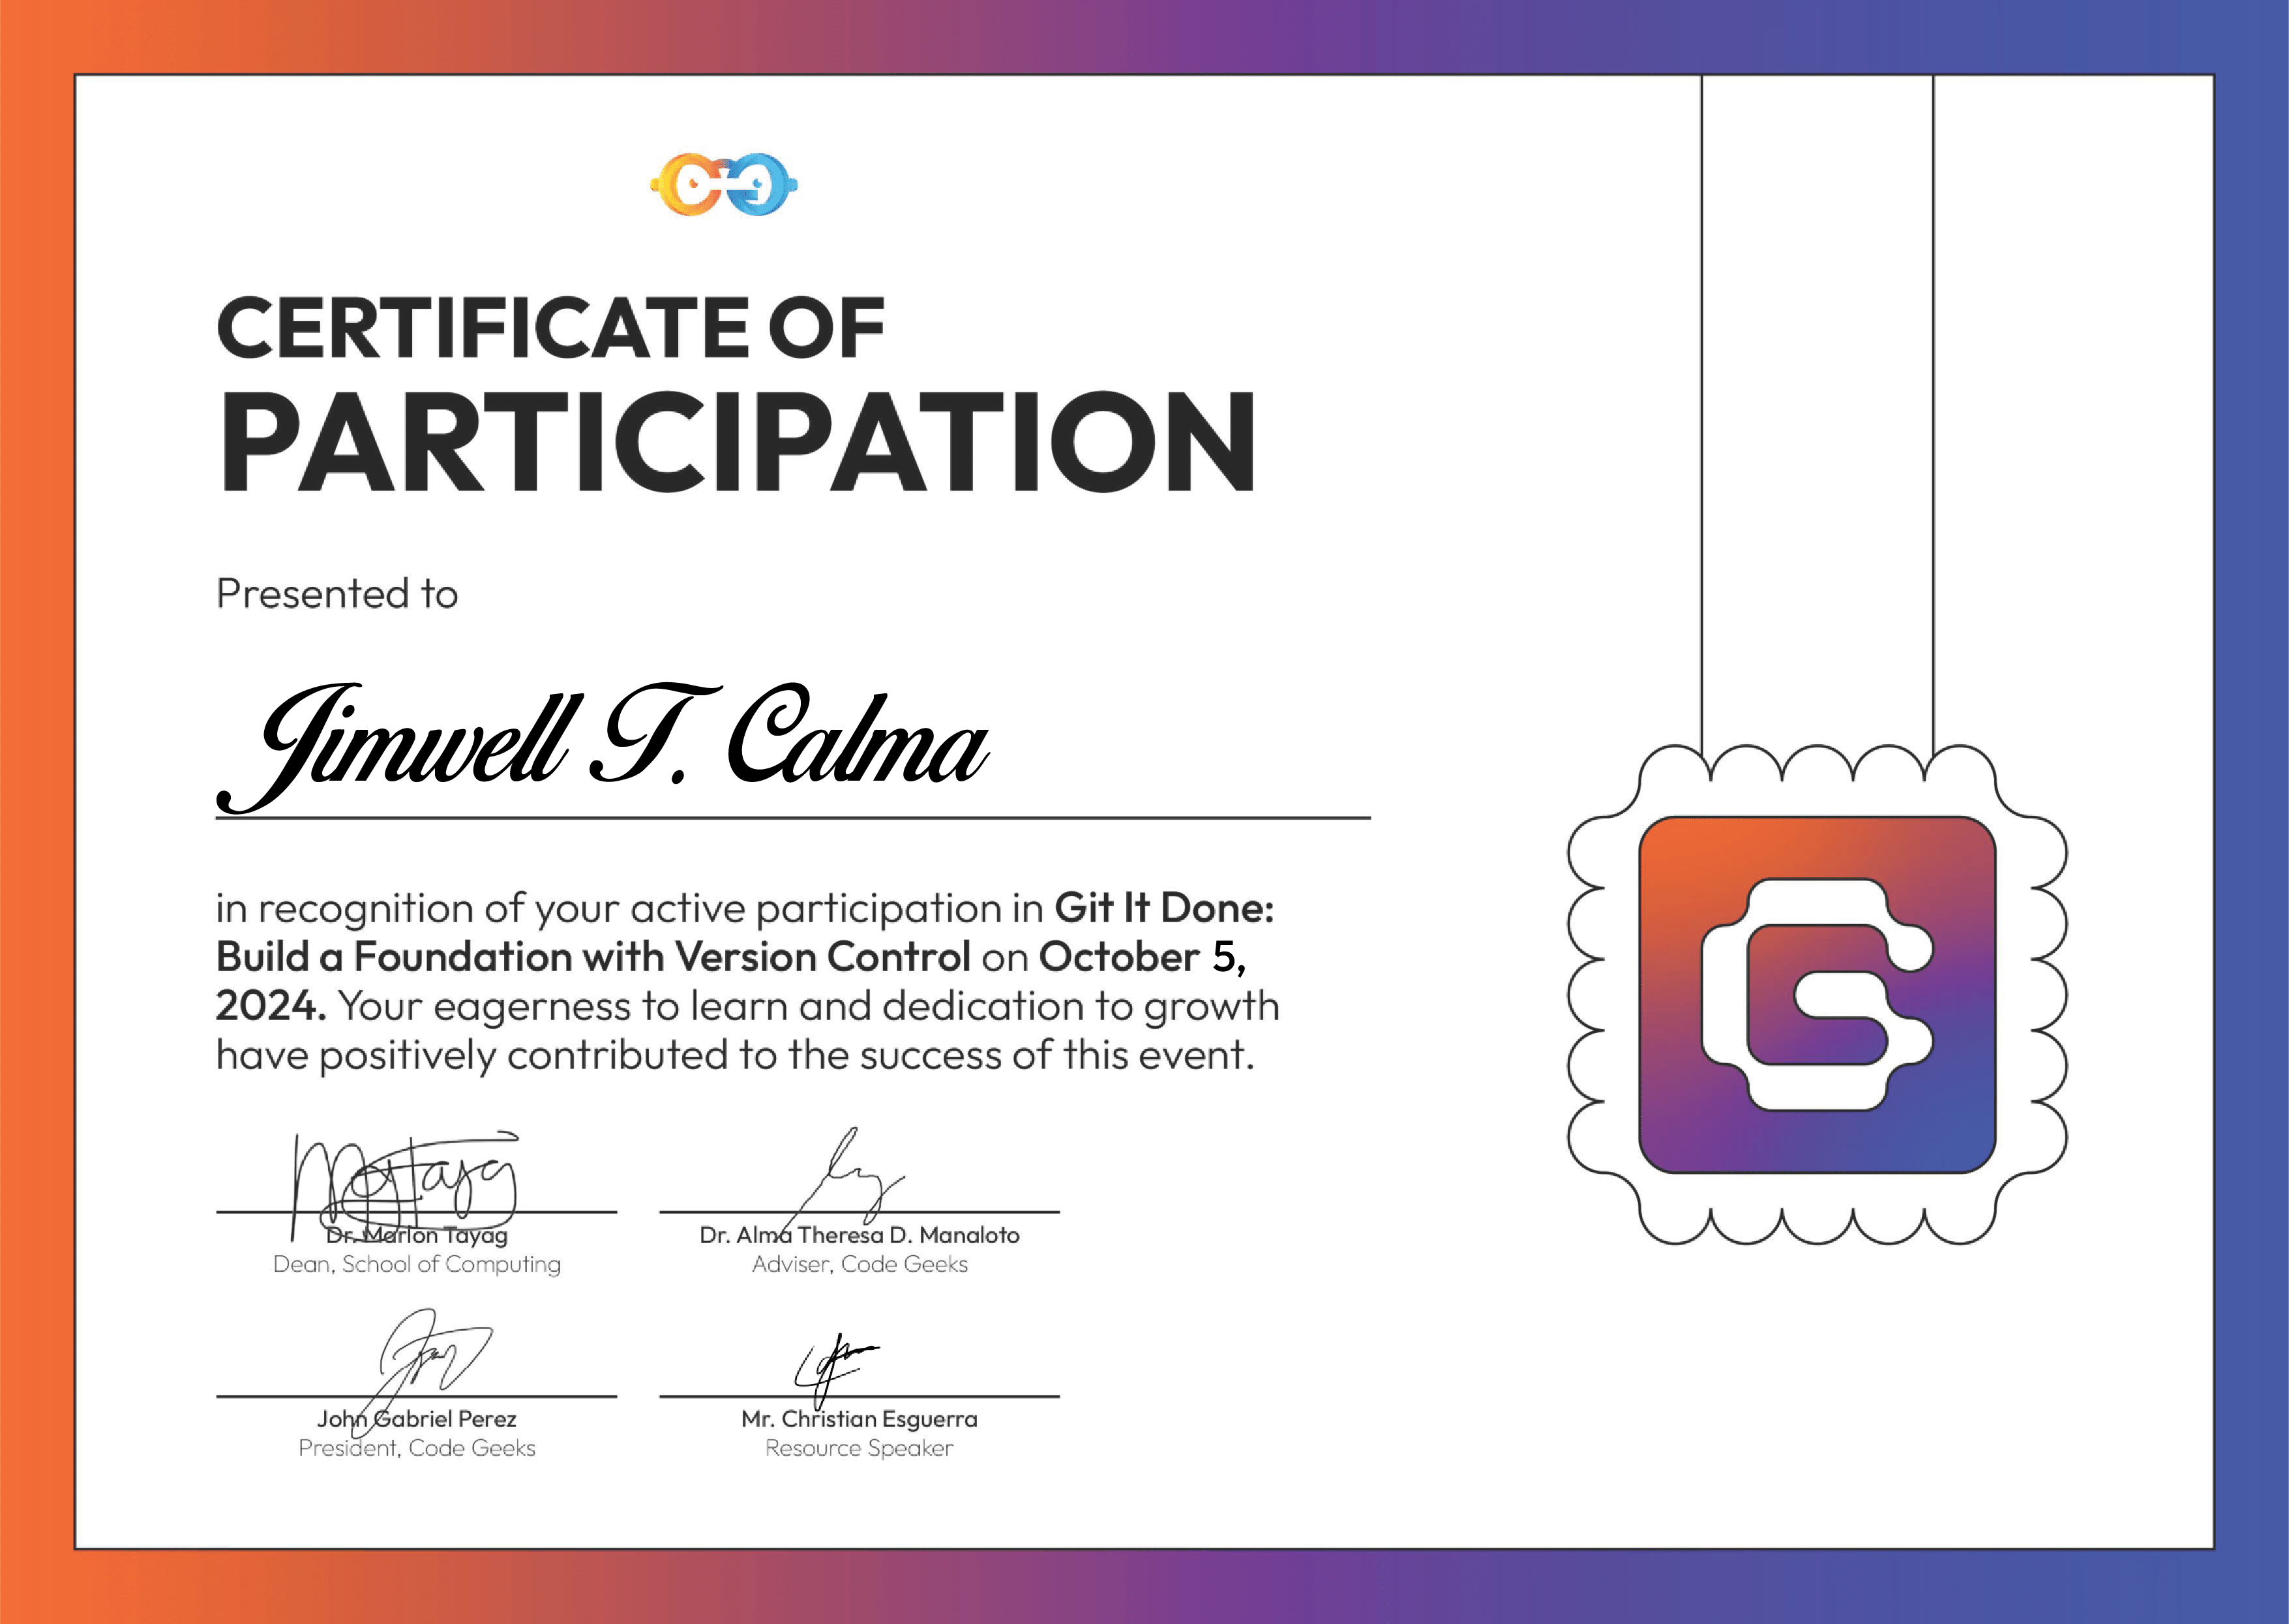 CERTIFICATE OF
PARTICIPATION
Presented to
Jimwell T. Calma
in recognition of your active participation in Git It Done:
Build a Foundation with Version Control on October 5,
2024. Your eagerness to learn and dedication to growth
have positively contributed to the success of this event.
Dr. Marlon Tayag
Dean, School of Computing
Dr. Alma Theresa D. Manaloto
Adviser, Code Geeks
John Gabriel Perez
President, Code Geeks
Mr. Christian Esguerra
Resource Speaker